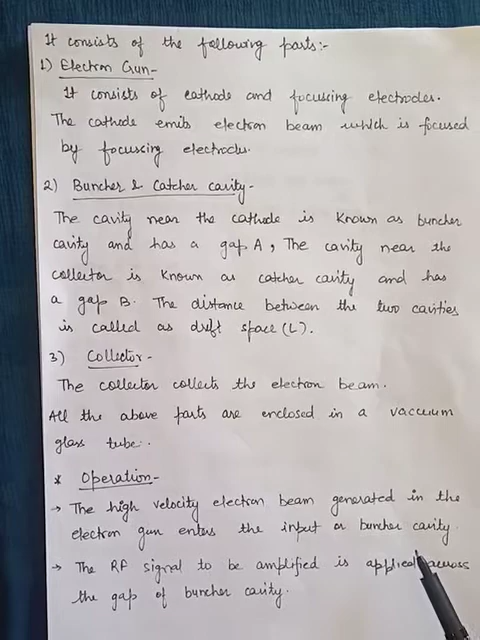 It consists of the following parts:-
1) Electron Gun-
It consists of cathode and focusing electrodes.
The cathode emits electron beam which is focused
by focussing electrodes.
2) Buncher & Catcher cavity-
The cavity near the cathode is known as buncher
cavity and has a gap A, The cavity near the
collector is known as catcher cavity and has
a gap B. The distance between the two cavities
is called as drift space (L).
3) Collector-
The collector collects the electron beam.
All the above parts are enclosed in a vaccum
glass tube.
* Operation-
→ The high velocity electron beam generated in the
electron gun enters the input or buncher cavity.
→ The RF signal to be amplified is applied across
the gap of buncher cavity.